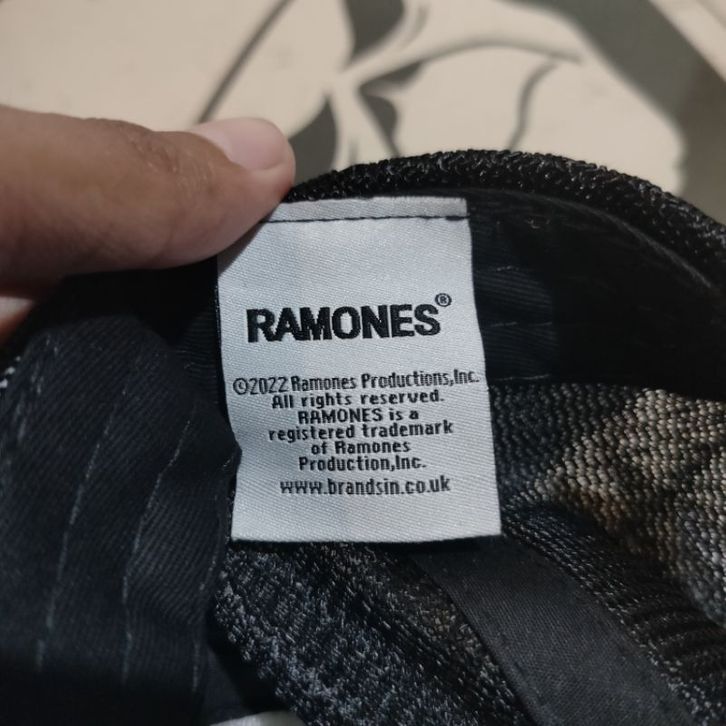 RAMONES®
©2022 Ramones Productions,Inc.
All rights reserved.
RAMONES is a
registered trademark
of Ramones
Production,Inc.
www.brandsin.co.uk